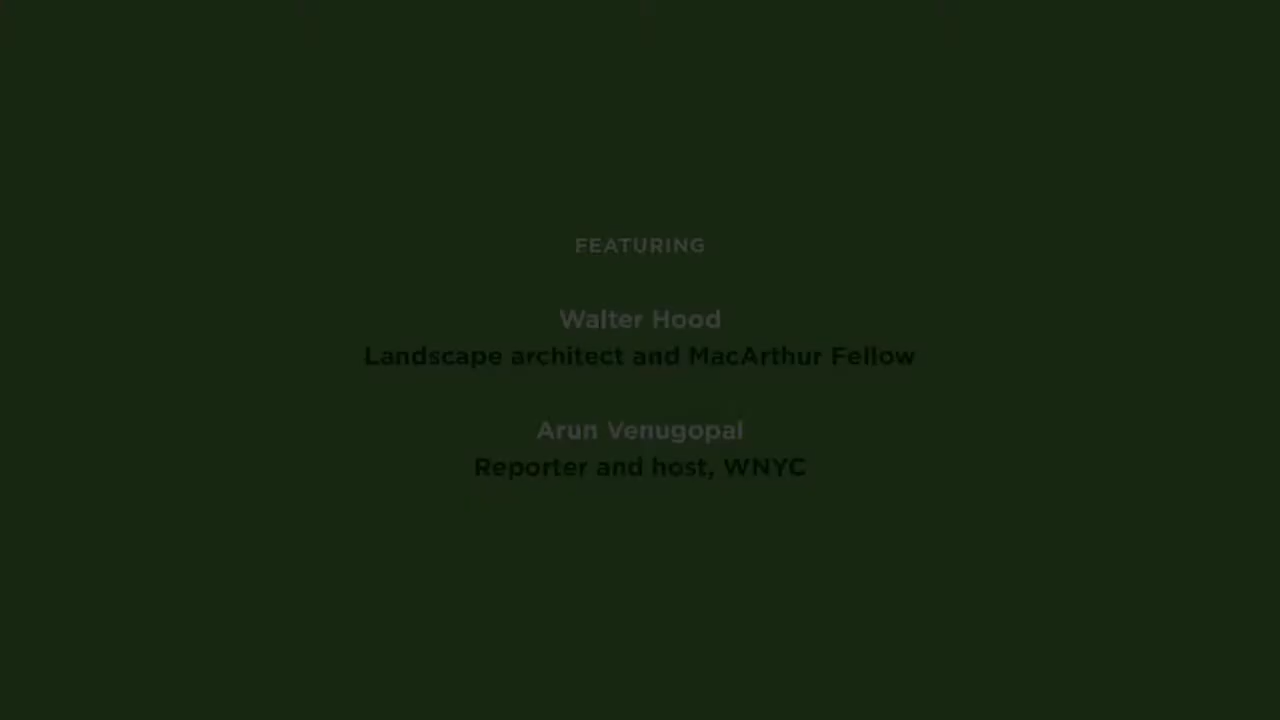 FEATURING
Walter Hood
Landscape architect and MacArthur Fellow
Arun Venugopal
Reporter and host, WNYC